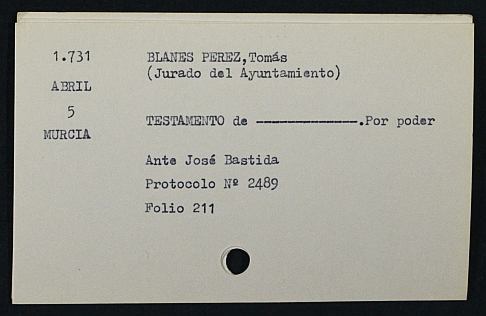 1.731
ABRIL
5
MURCIA
BLANES PEREZ,Tomás
(Jurado del Ayuntamiento)
TESTAMENTO de -------------.Por poder
Ante José Bastida
Protocolo Nº 2489
Folio 211